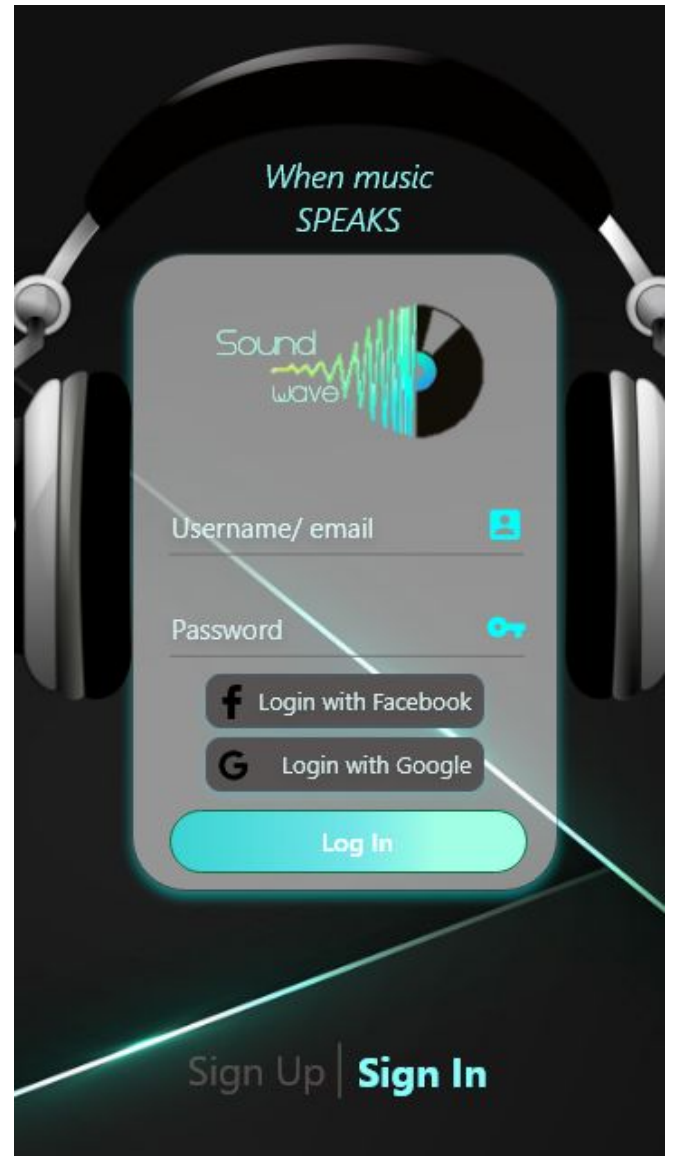 When music
SPEAKS
Sound
wave
Username/ email
Password
Login with Facebook
G Login with Google
Log In
Sign Up | Sign In